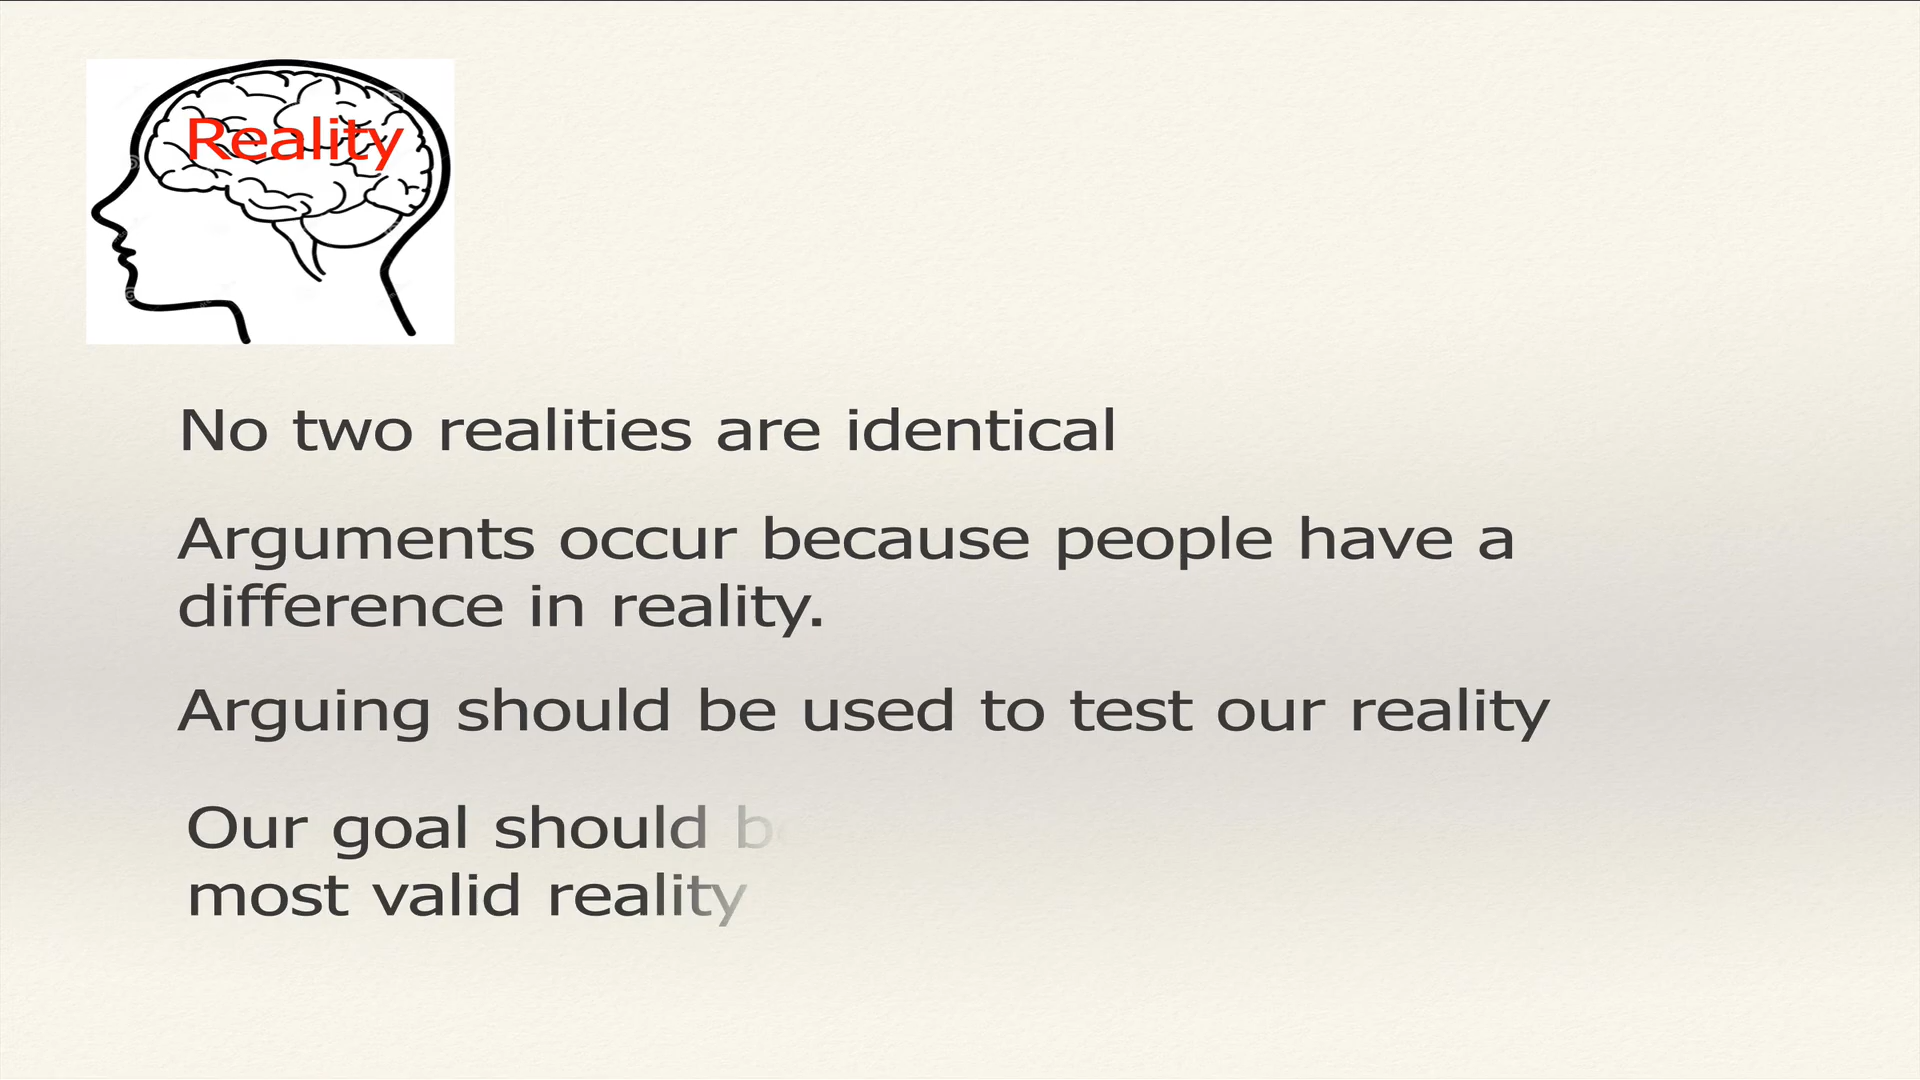 Reality
No two realities are identical
Arguments occur because people have a
difference in reality.
Arguing should be used to test our reality
Our goal should
most valid reality